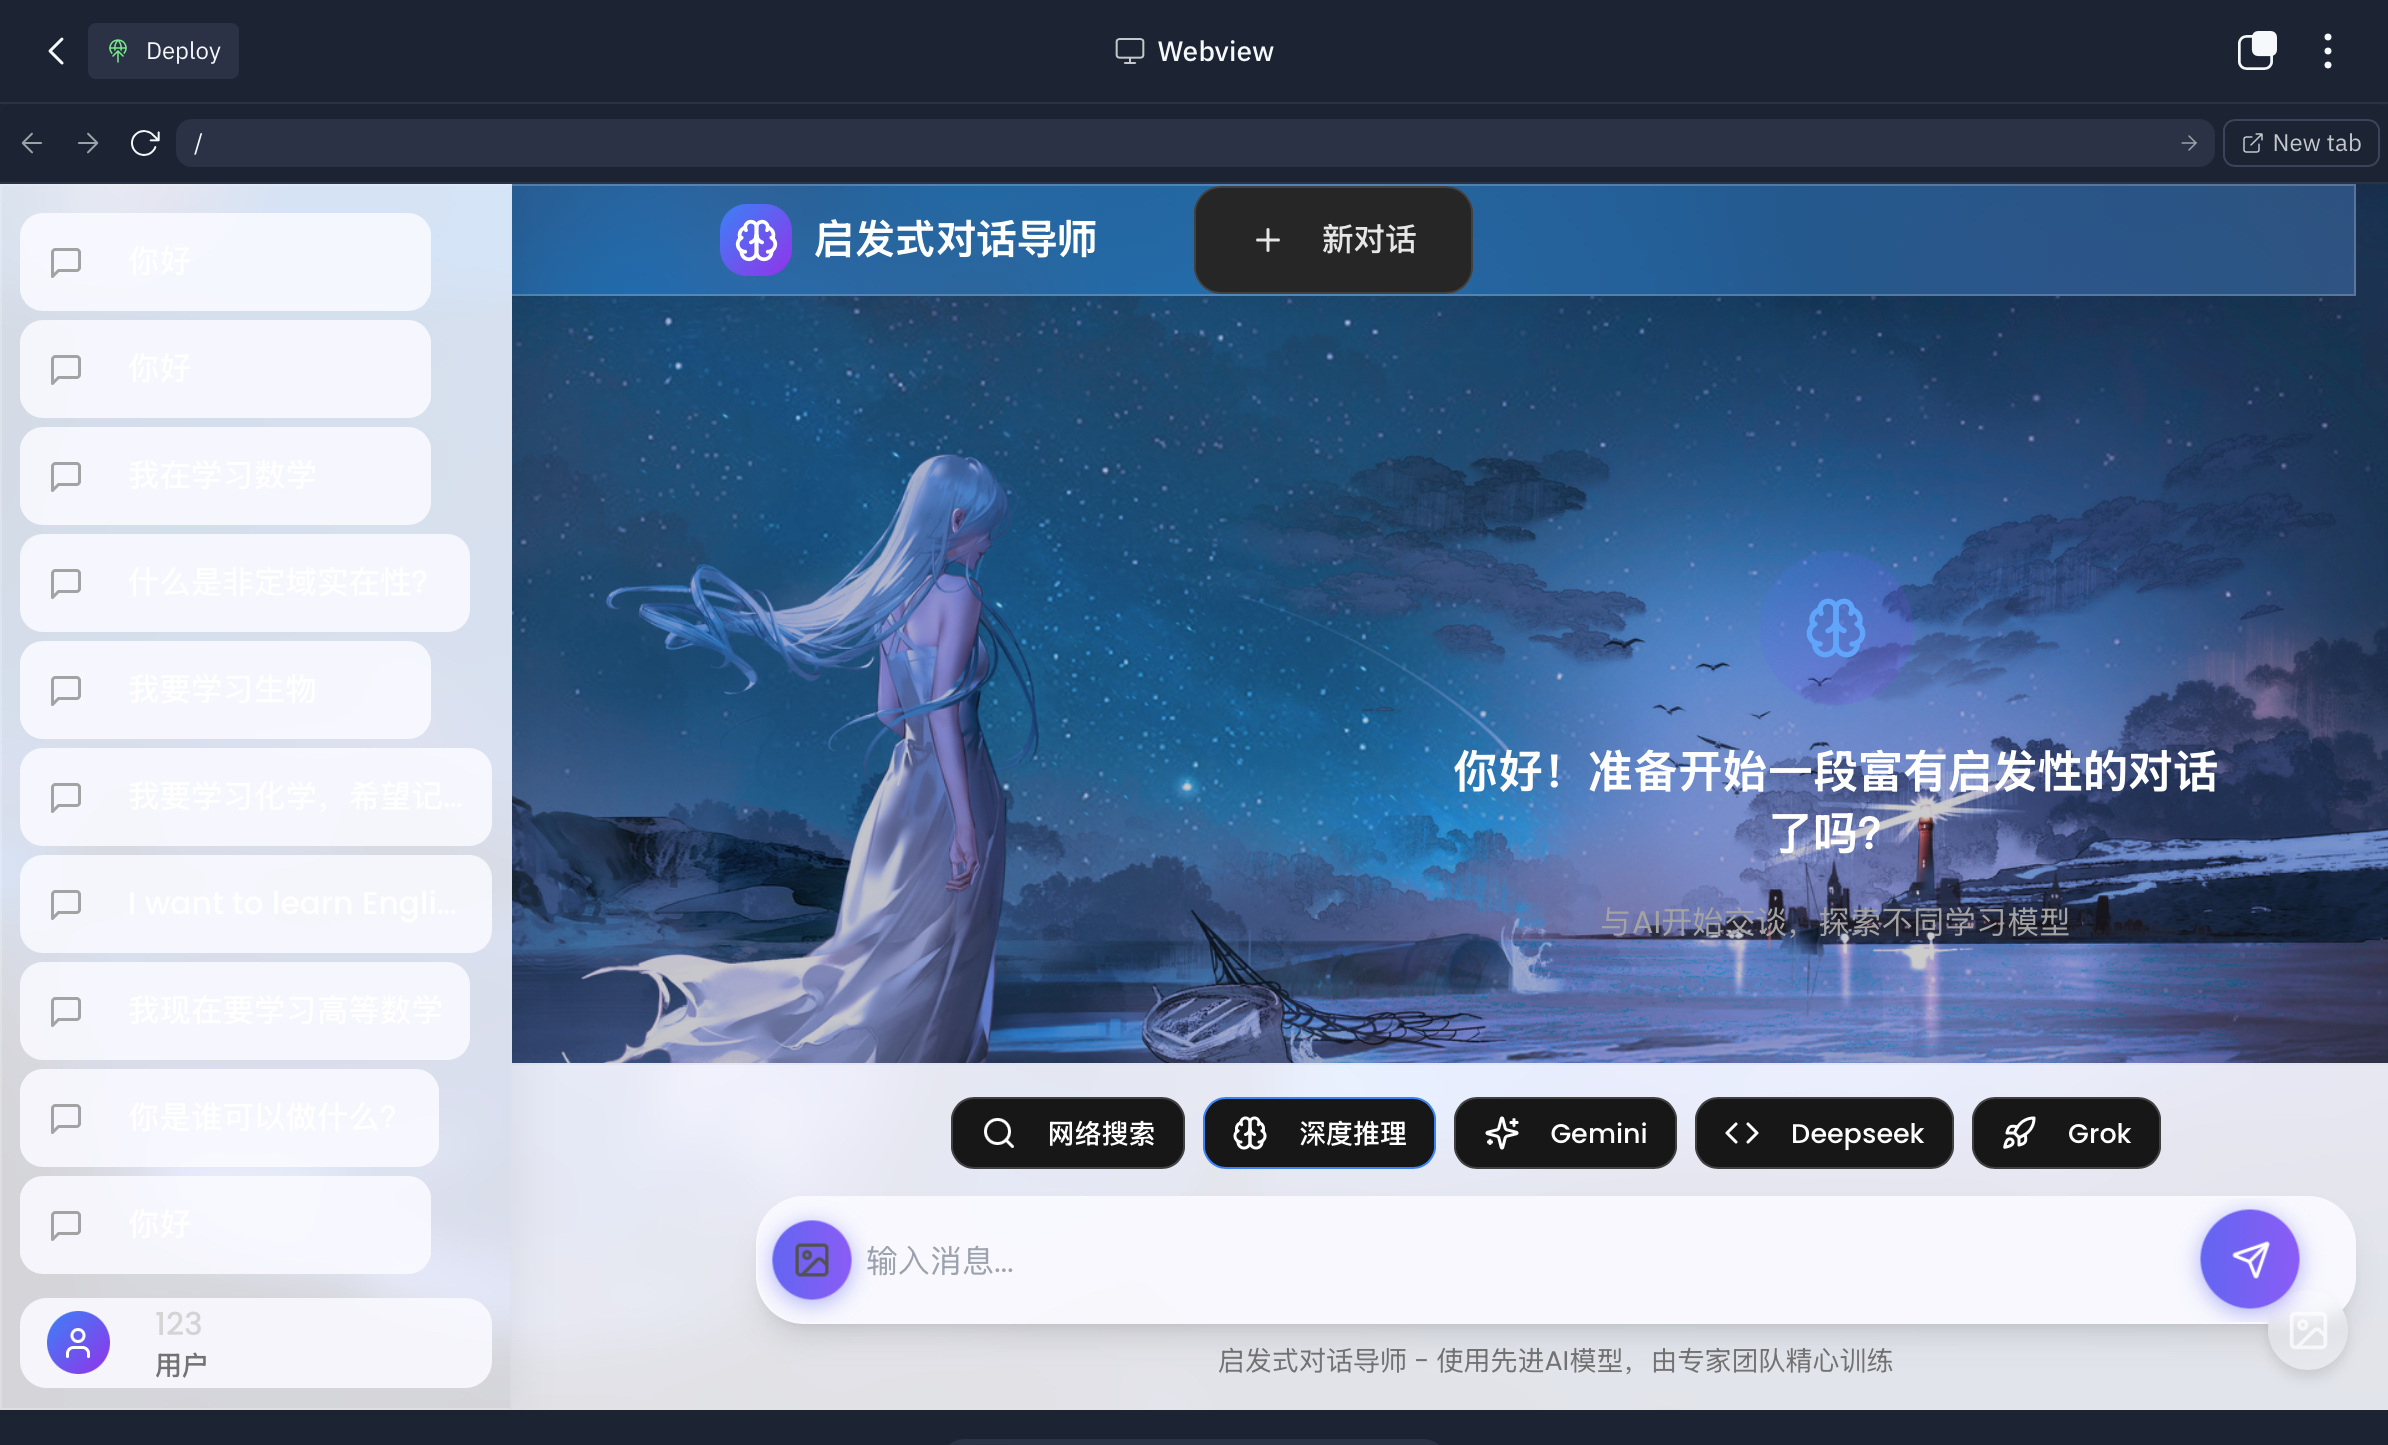 Deploy
Webview
/
New tab
你好
你好
我在学习数学
什么是非定域实在性?
我要学习生物
我要学习化学，希望记...
I want to learn Engli...
我现在要学习高等数学
你是谁可以做什么?
你好
123
用户
启发式对话导师
新对话
你好！准备开始一段富有启发性的对话
了吗?
与AI开始交谈，探索不同学习模型
网络搜索
深度推理
Gemini
Deepseek
Grok
输入消息...
启发式对话导师 - 使用先进AI模型，由专家团队精心训练